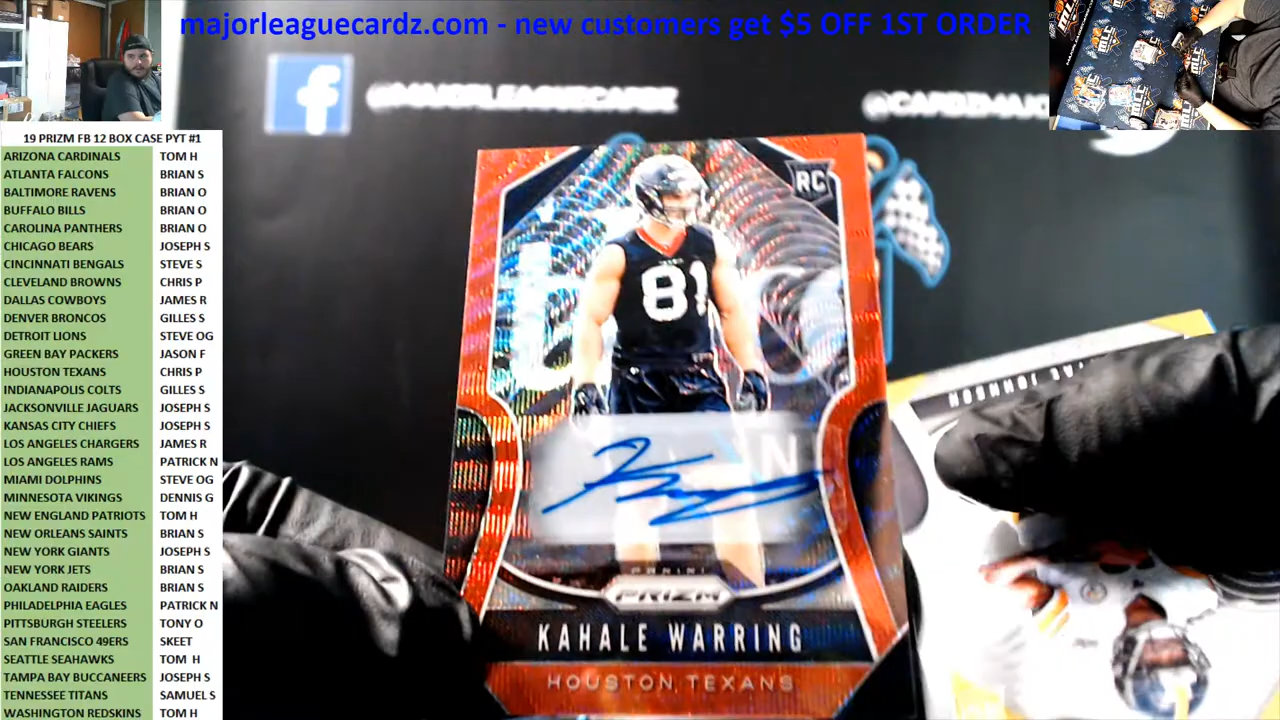 majorleaguecardz.com - new customers get $5 OFF 1ST ORDER
@MAJORLEAGUECARDZ
@CARDZMAJO
19 PRIZM FB 12 BOX CASE PYT #1
ARIZONA CARDINALS TOM H
ATLANTA FALCONS BRIAN S
BALTIMORE RAVENS BRIAN O
BUFFALO BILLS BRIAN O
CAROLINA PANTHERS BRIAN O
CHICAGO BEARS JOSEPH S
CINCINNATI BENGALS STEVE S
CLEVELAND BROWNS CHRIS P
DALLAS COWBOYS JAMES R
DENVER BRONCOS GILLES S
DETROIT LIONS STEVE OG
GREEN BAY PACKERS JASON F
HOUSTON TEXANS CHRIS P
INDIANAPOLIS COLTS GILLES S
JACKSONVILLE JAGUARS JOSEPH S
KANSAS CITY CHIEFS JOSEPH S
LOS ANGELES CHARGERS JAMES R
LOS ANGELES RAMS PATRICK N
MIAMI DOLPHINS STEVE OG
MINNESOTA VIKINGS DENNIS G
NEW ENGLAND PATRIOTS TOM H
NEW ORLEANS SAINTS BRIAN S
NEW YORK GIANTS JOSEPH S
NEW YORK JETS BRIAN S
OAKLAND RAIDERS BRIAN S
PHILADELPHIA EAGLES PATRICK N
PITTSBURGH STEELERS TONY O
SAN FRANCISCO 49ERS SKEET
SEATTLE SEAHAWKS TOM H
TAMPA BAY BUCCANEERS JOSEPH S
TENNESSEE TITANS SAMUEL S
WASHINGTON REDSKINS TOM H
RC
81
PANINI
PRIZM
KAHALE WARRING
HOUSTON TEXANS
JOHNSON